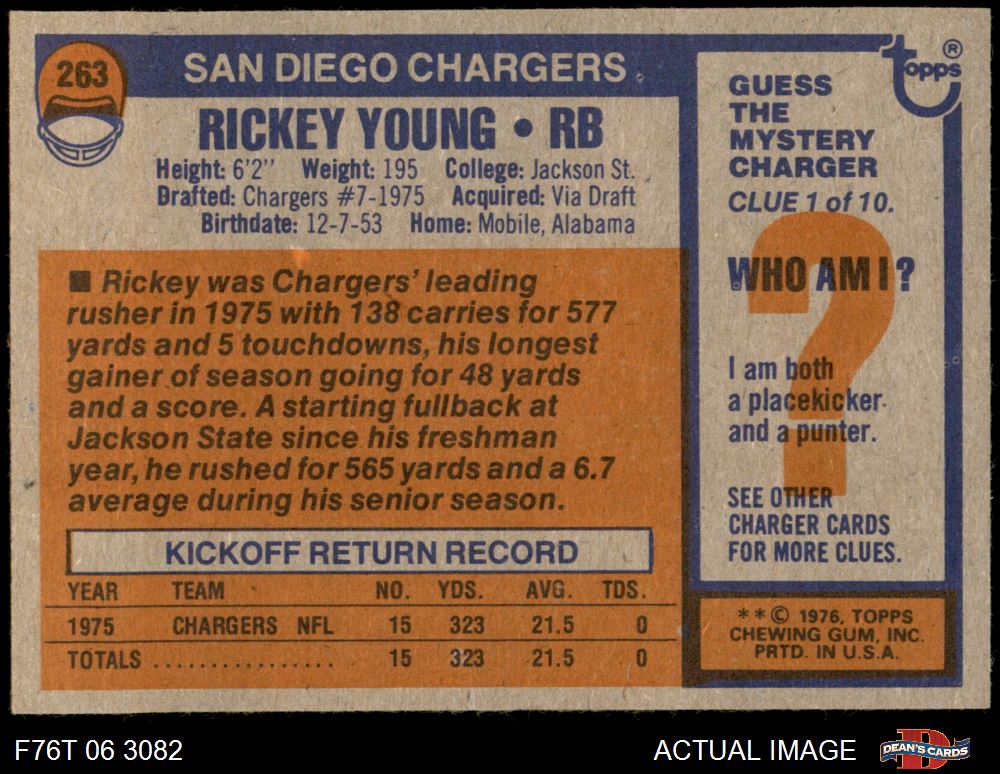 263
SAN DIEGO CHARGERS
RICKEY YOUNG • RB
Height: 6'2" Weight: 195 College: Jackson St.
Drafted: Chargers #7-1975 Acquired: Via Draft
Birthdate: 12-7-53 Home: Mobile, Alabama
■ Rickey was Chargers' leading
rusher in 1975 with 138 carries for 577
yards and 5 touchdowns, his longest
gainer of season going for 48 yards
and a score. A starting fullback at
Jackson State since his freshman
year, he rushed for 565 yards and a 6.7
average during his senior season.
KICKOFF RETURN RECORD
YEAR TEAM NO. YDS. AVG. TDS.
1975 CHARGERS NFL 15 323 21.5 0
TOTALS ................. 15 323 21.5 0
topps ®
GUESS
THE
MYSTERY
CHARGER
CLUE 1 of 10.
WHO AM I?
I am both
a placekicker
and a punter.
SEE OTHER
CHARGER CARDS
FOR MORE CLUES.
* * © 1976, TOPPS
CHEWING GUM, INC.
PRTD. IN U.S.A.
F76T 06 3082
ACTUAL IMAGE
DEAN'S CARDS